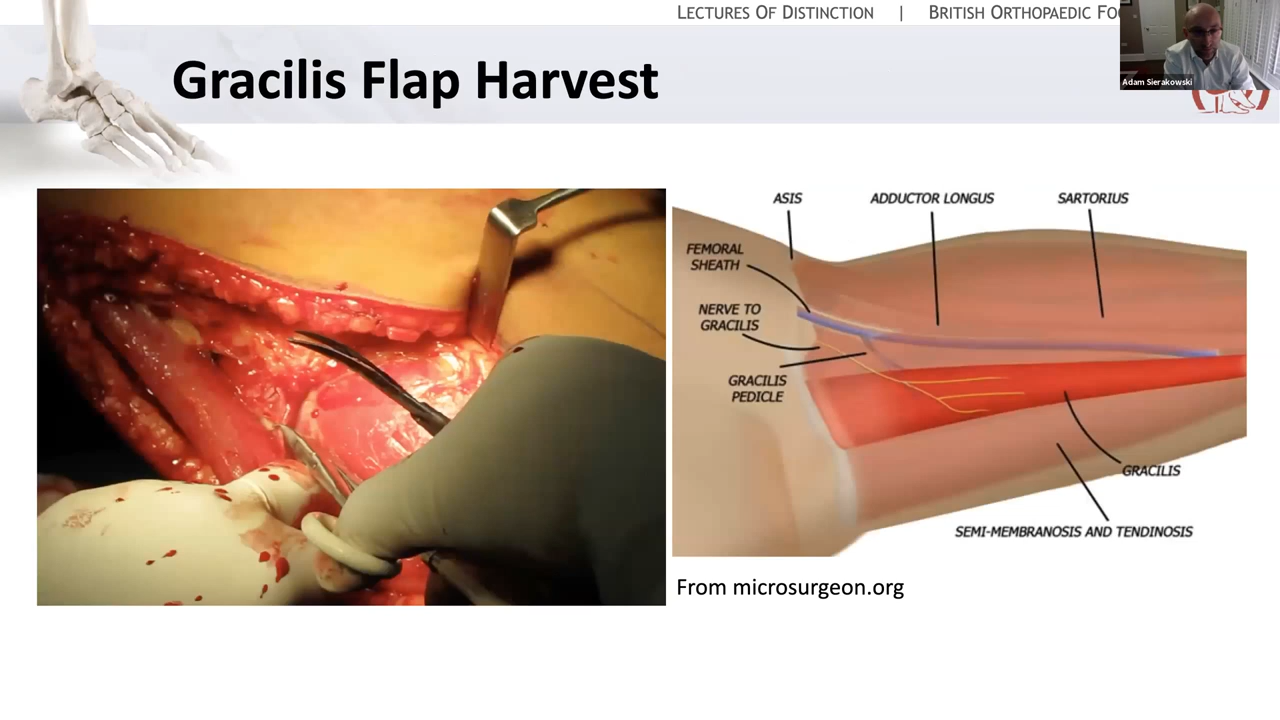 LECTURES OF DISTINCTION | BRITISH ORTHOPAEDIC
Adam Sierakowski
Gracilis Flap Harvest
ASIS
ADDUCTOR LONGUS
SARTORIUS
FEMORAL
SHEATH
NERVE TO
GRACILIS
GRACILIS
PEDICLE
GRACILIS
SEMI-MEMBRANOSIS AND TENDINOSIS
From microsurgeon.org